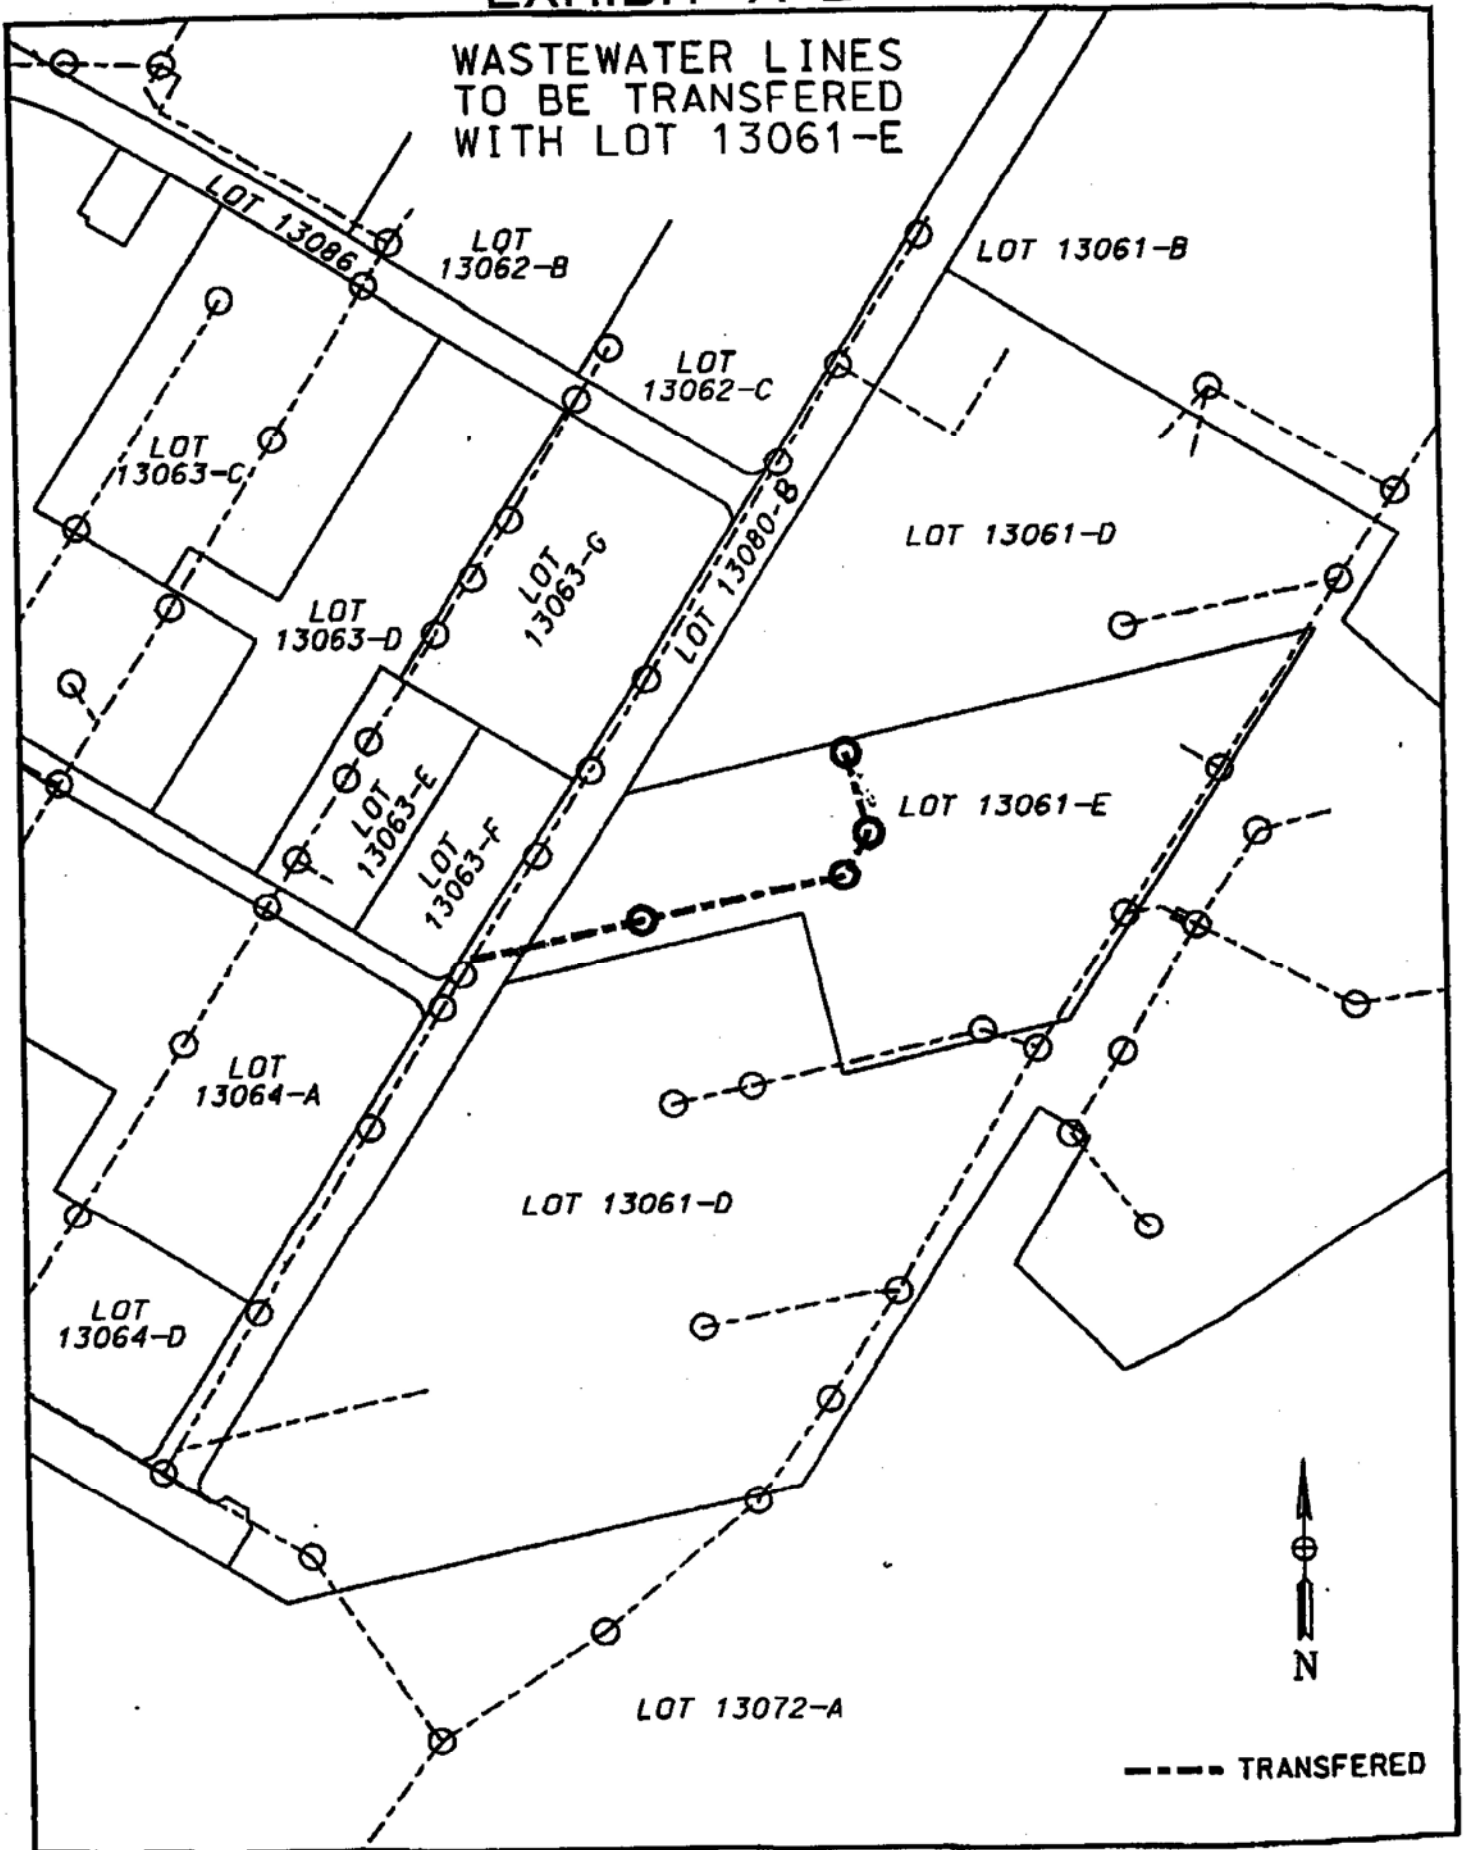 WASTEWATER LINES
TO BE TRANSFERED
WITH LOT 13061-E
LOT 13086
LOT
13062-B
LOT 13061-B
LOT
13062-C
LOT
13063-C
LOT 13080-B
LOT 13061-D
LOT
13063-G
LOT
13063-D
LOT
13063-E
LOT 13061-E
LOT
13063-F
LOT
13064-A
LOT 13061-D
LOT
13064-D
N
LOT 13072-A
TRANSFERED